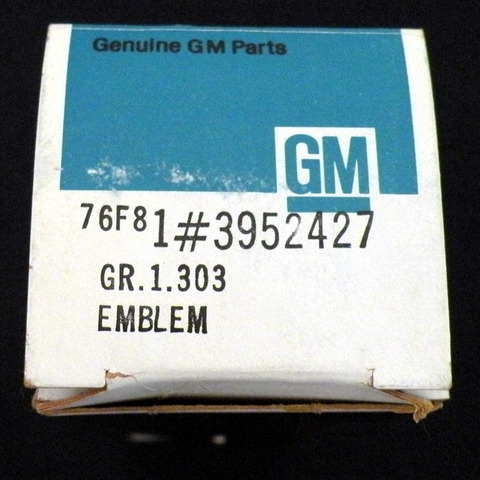 Genuine GM Parts
GM
76F8 1#3952427
GR.1.303
EMBLEM